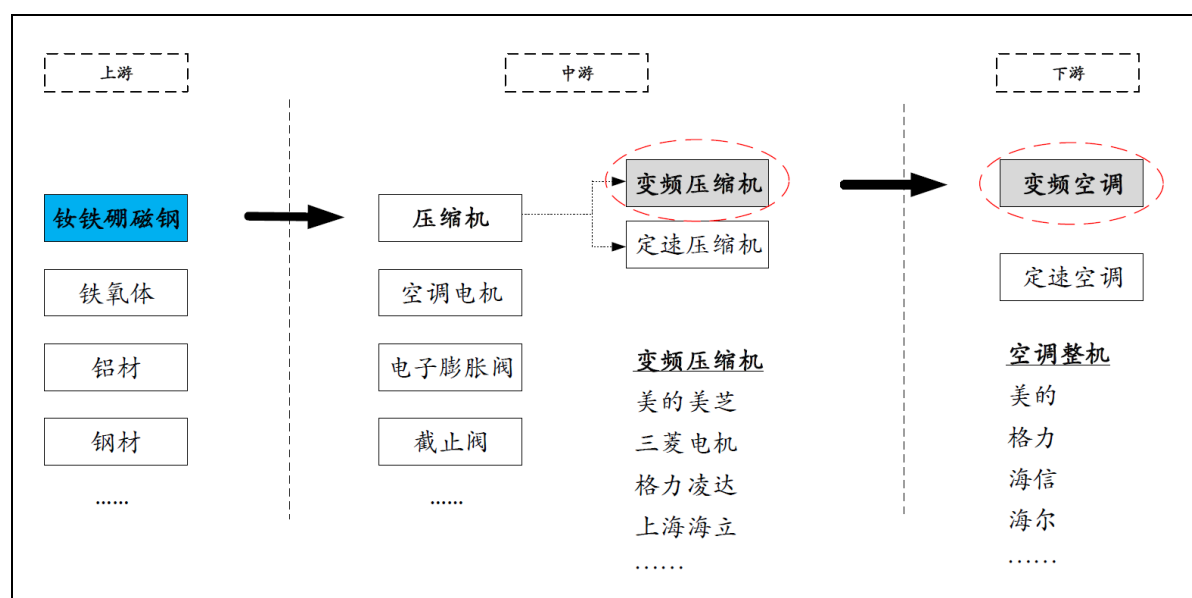 上游
中游
下游
钕铁硼磁钢
铁氧体
铝材
钢材
......
压缩机
空调电机
电子膨胀阀
截止阀
......
变频压缩机
定速压缩机
变频压缩机
美的美芝
三菱电机
格力凌达
上海海立
......
变频空调
定速空调
空调整机
美的
格力
海信
海尔
......